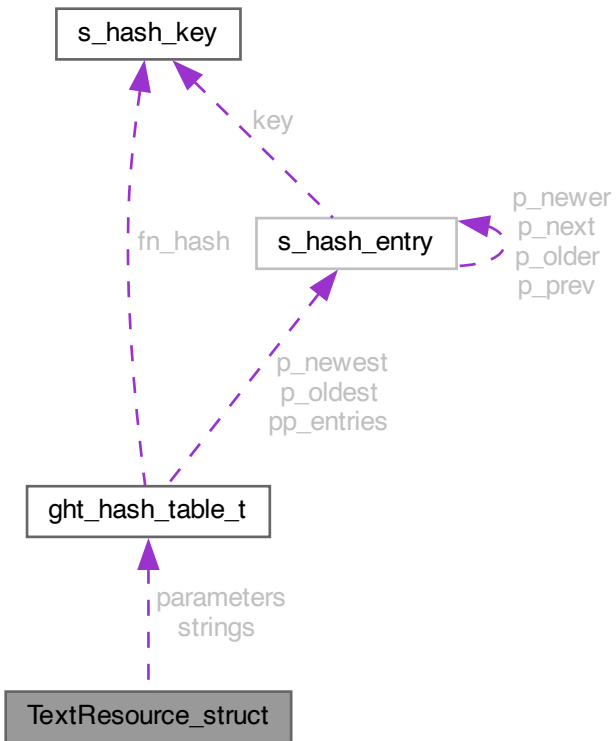 s_hash_key
key
fn_hash
s_hash_entry
p_newer
p_next
p_older
p_prev
p_newest
p_oldest
pp_entries
ght_hash_table_t
parameters
strings
TextResource_struct